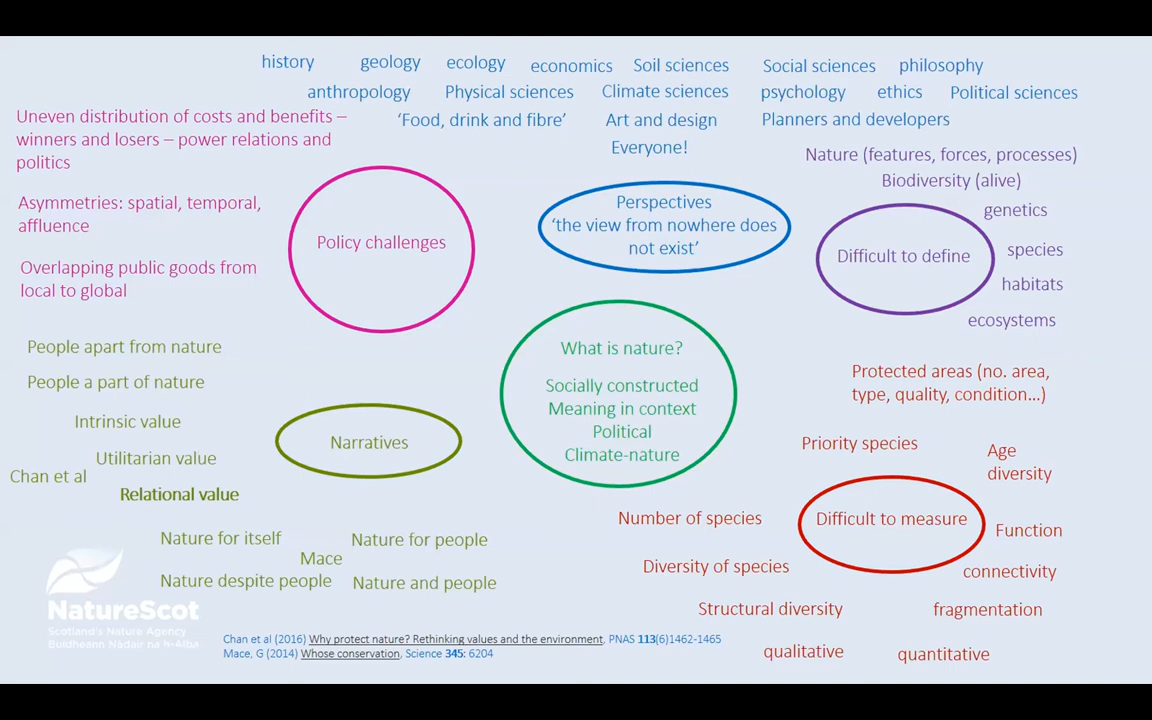 history
geology
ecology
economics
Soil sciences
Social sciences
philosophy
anthropology
Physical sciences
Climate sciences
psychology
ethics
Political sciences
‘Food, drink and fibre’
Art and design
Planners and developers
Everyone!
Uneven distribution of costs and benefits –
winners and losers – power relations and
politics
Asymmetries: spatial, temporal,
affluence
Overlapping public goods from
local to global
Policy challenges
Perspectives
‘the view from nowhere does
not exist’
Nature (features, forces, processes)
Biodiversity (alive)
genetics
species
habitats
ecosystems
Difficult to define
What is nature?
Socially constructed
Meaning in context
Political
Climate-nature
People apart from nature
People a part of nature
Intrinsic value
Utilitarian value
Chan et al
Relational value
Narratives
Nature for itself
Nature for people
Mace
Nature despite people
Nature and people
Protected areas (no. area,
type, quality, condition...)
Priority species
Age
diversity
Number of species
Difficult to measure
Function
Diversity of species
connectivity
Structural diversity
fragmentation
qualitative
quantitative
NatureScot
Scotland's Nature Agency
Buidheann Nàdair na h-Alba
Chan et al (2016) Why protect nature? Rethinking values and the environment, PNAS 113(6)1462-1465
Mace, G (2014) Whose conservation, Science 345: 6204